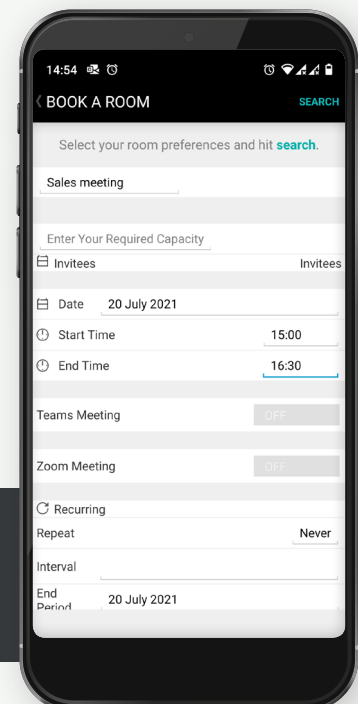 14:54
BOOK A ROOM SEARCH
Select your room preferences and hit search.
Sales meeting
Enter Your Required Capacity
Invitees Invitees
Date 20 July 2021
Start Time 15:00
End Time 16:30
Teams Meeting OFF
Zoom Meeting OFF
Recurring
Repeat Never
Interval
End
Period 20 July 2021